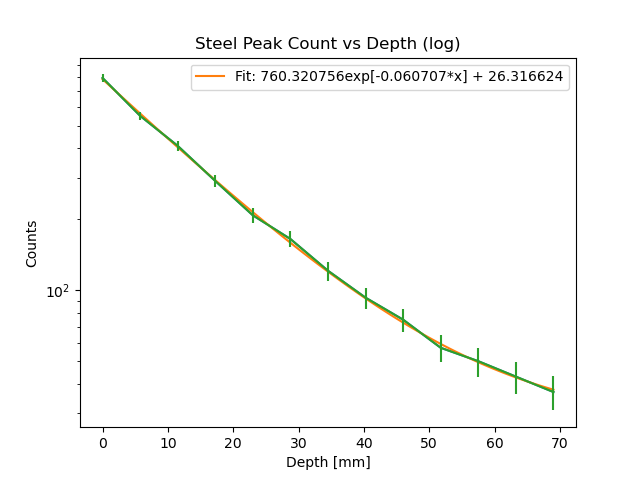 Steel Peak Count vs Depth (log)
Fit: 760.320756exp[-0.060707*x] + 26.316624
Counts
10²
0 10 20 30 40 50 60 70
Depth [mm]